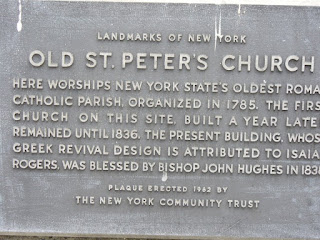 LANDMARKS OF NEW YORK
OLD ST. PETER'S CHURCH
HERE WORSHIPS NEW YORK STATE'S OLDEST ROMA
CATHOLIC PARISH, ORGANIZED IN 1785. THE FIRS
CHURCH ON THIS SITE, BUILT A YEAR LATE
REMAINED UNTIL 1836. THE PRESENT BUILDING, WHOS
GREEK REVIVAL DESIGN IS ATTRIBUTED TO ISAIA
ROGERS, WAS BLESSED BY BISHOP JOHN HUGHES IN 183
PLAQUE ERECTED 1963 BY
THE NEW YORK COMMUNITY TRUST